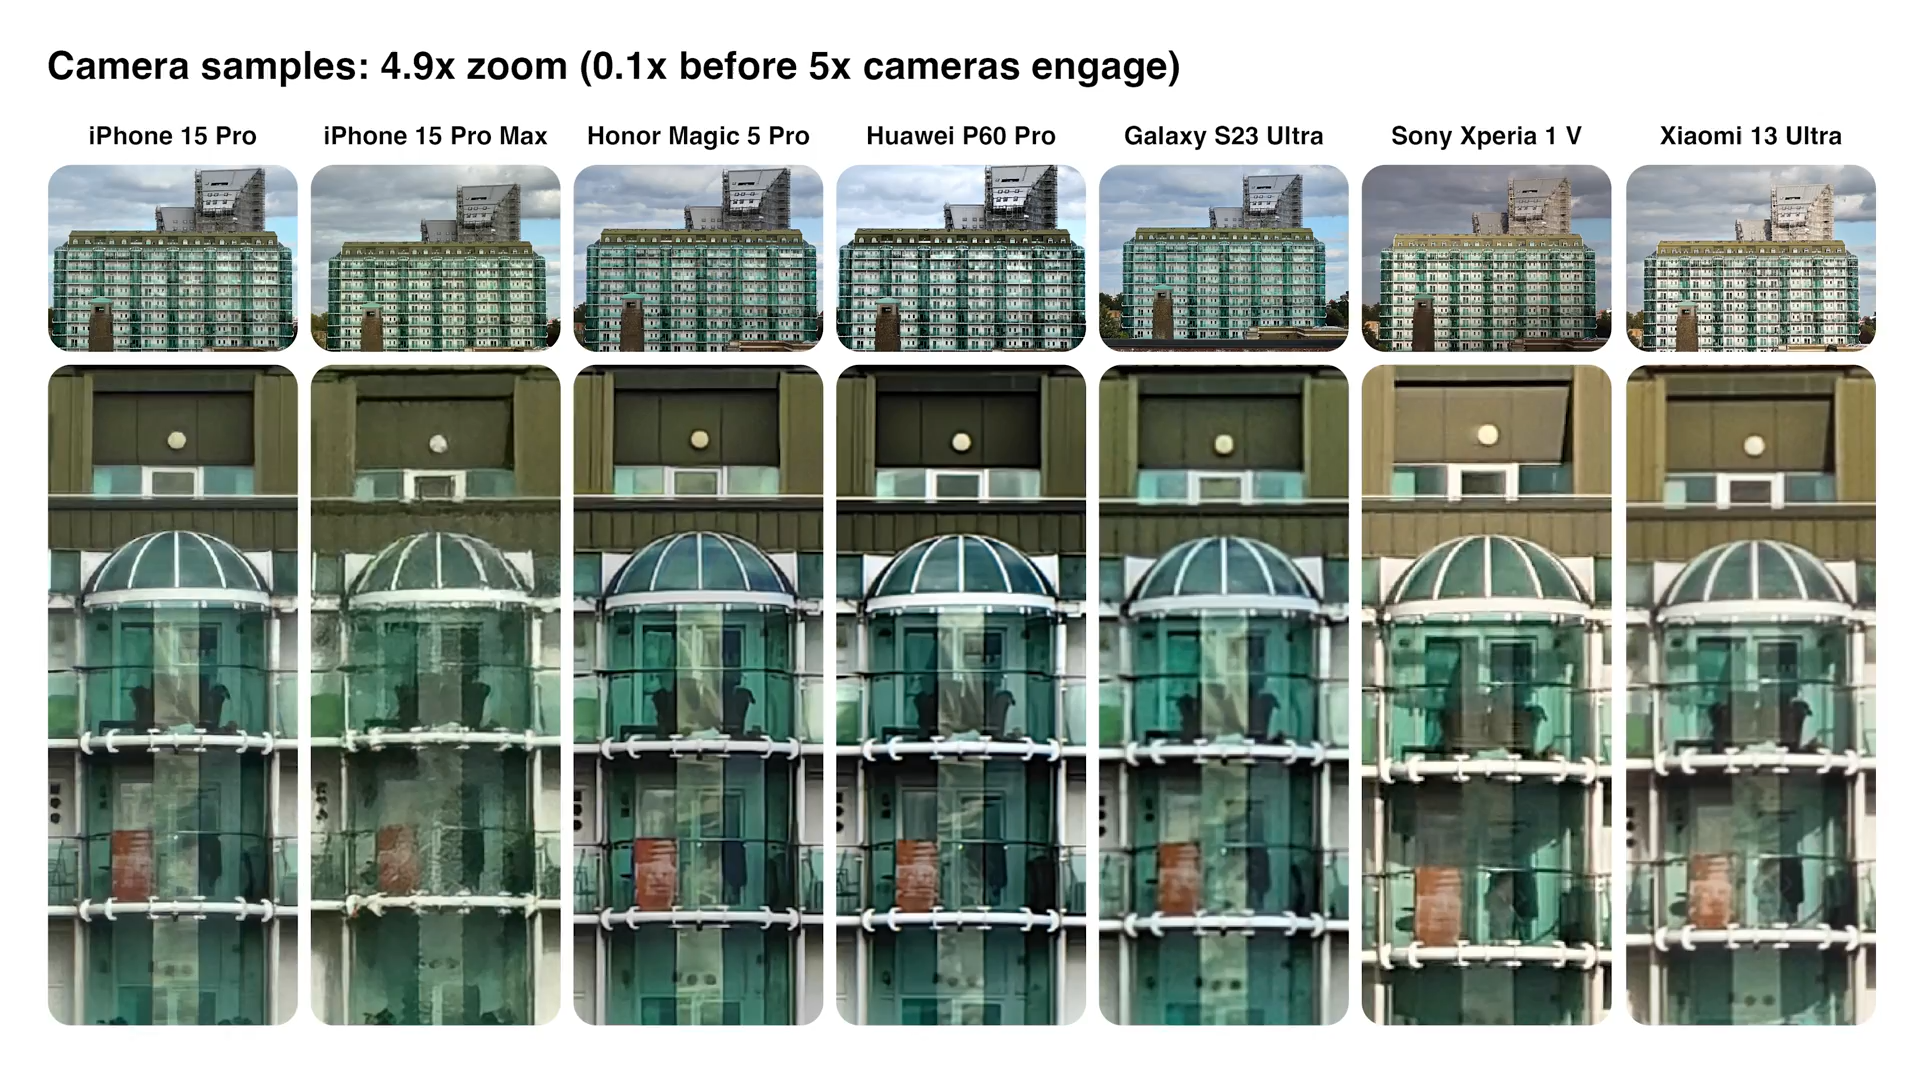 Camera samples: 4.9x zoom (0.1x before 5x cameras engage)
iPhone 15 Pro
iPhone 15 Pro Max
Honor Magic 5 Pro
Huawei P60 Pro
Galaxy S23 Ultra
Sony Xperia 1 V
Xiaomi 13 Ultra